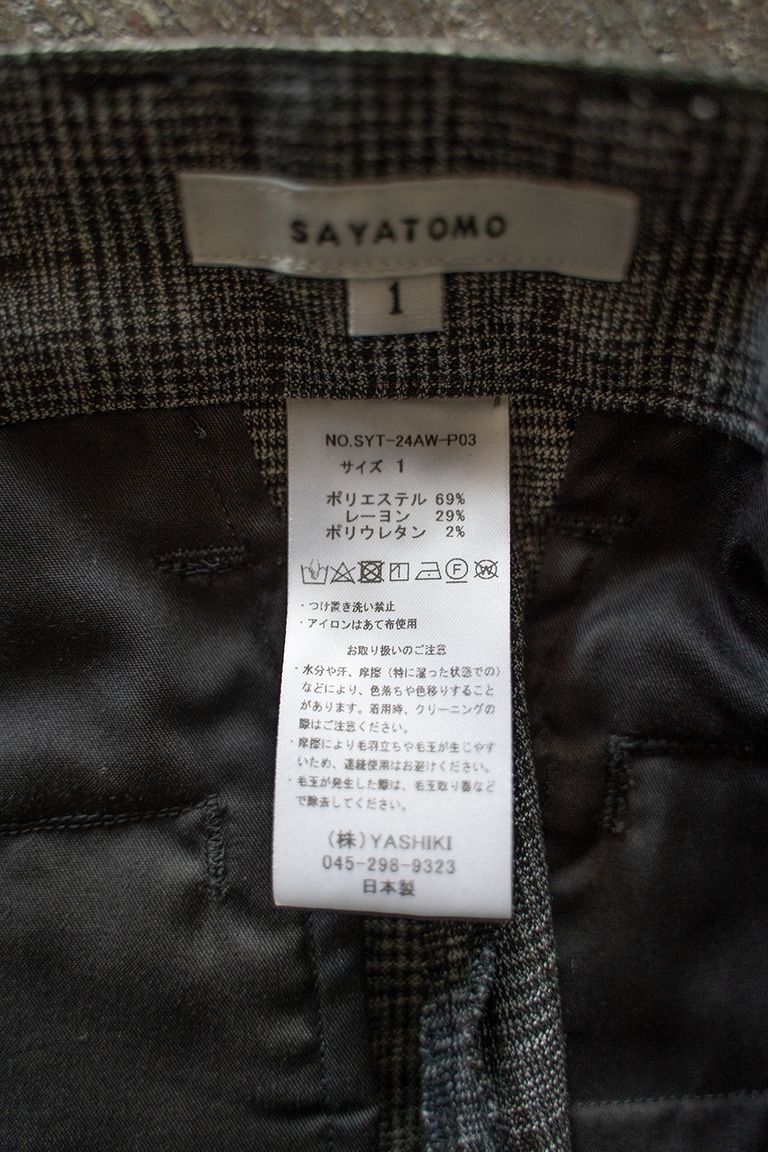 SAYATOMO
1
NO.SYT-24AW-P03
サイズ 1
ポリエステル 69%
レーヨン 29%
ポリウレタン 2%
F W
・つけ置き洗い禁止
・アイロンはあて布使用
お取り扱いのご注意
・水分や汗、摩擦(特に湿った状態での)
などにより、色落ちや色移りすること
があります。着用時、クリーニングの
際はご注意ください。
・摩擦により毛羽立ちや毛玉が生じやす
いため、連続使用はお避けください。
・毛玉が発生した際は、毛玉取り器など
で除去してください。
(株)YASHIKI
045-298-9323
日本製